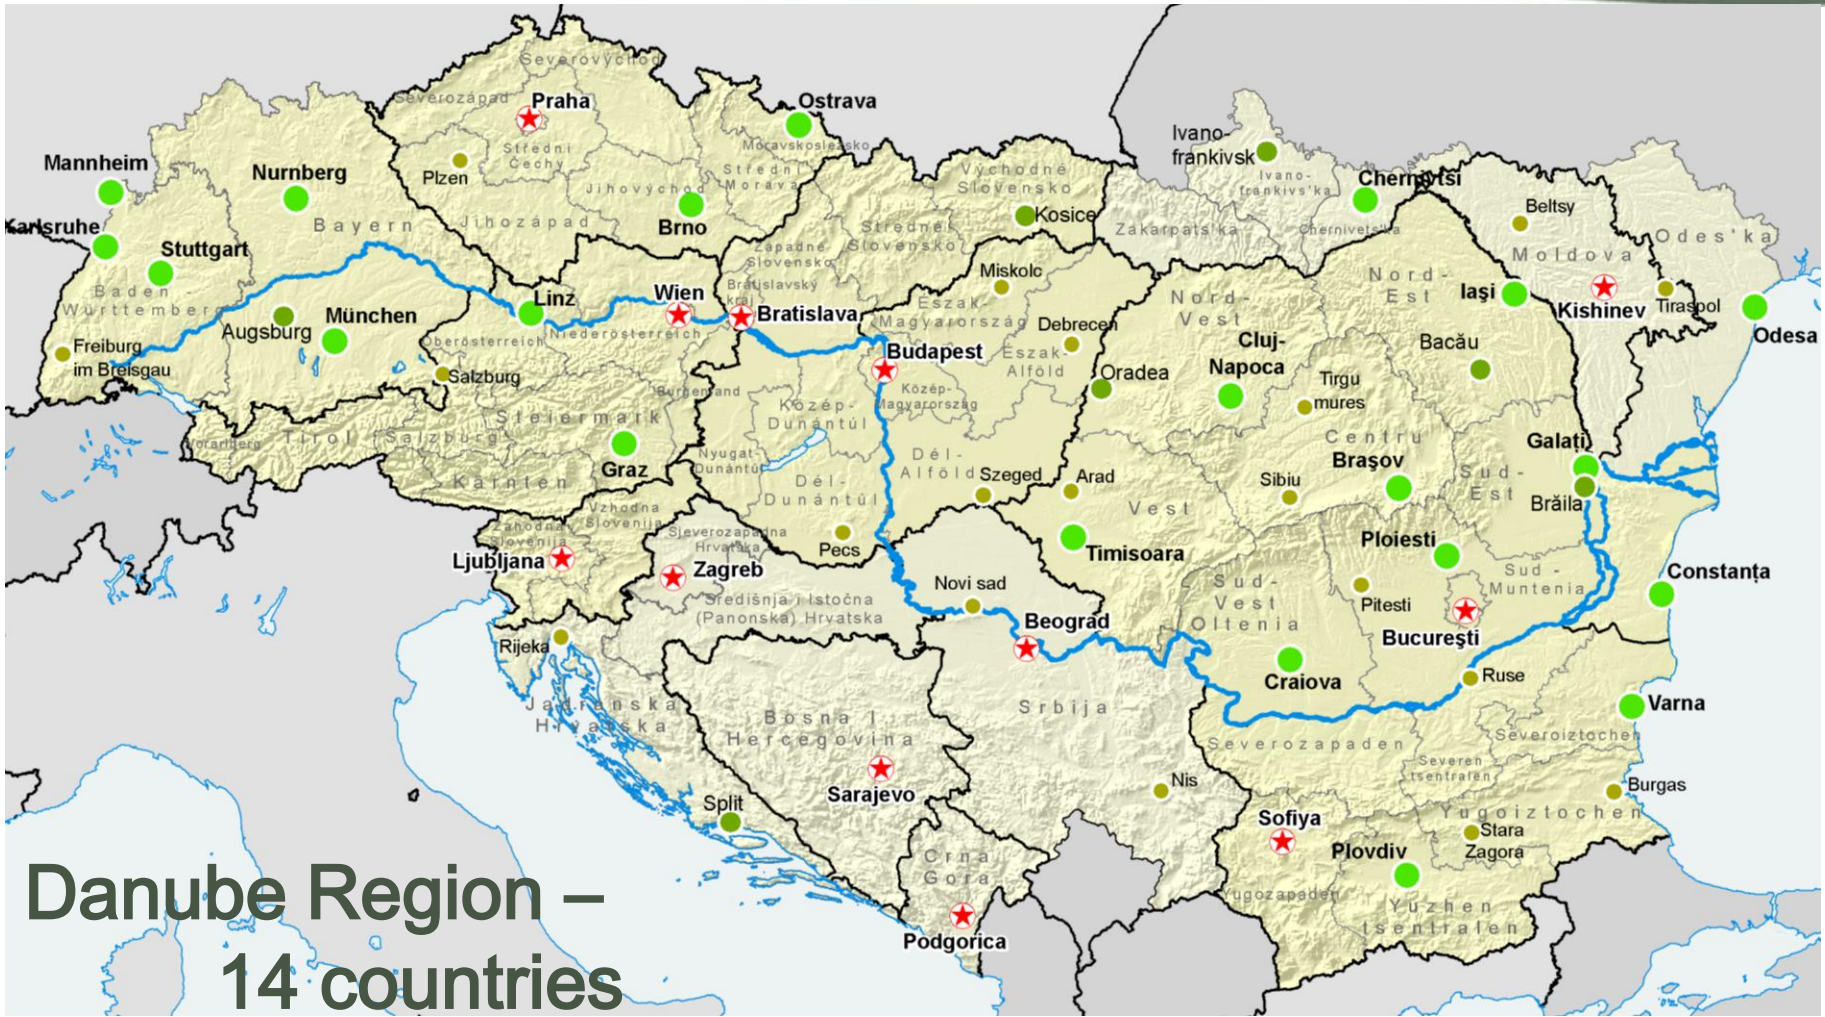 Severovýchod
Severozápad
Praha
Ostrava
Střední
Čechy
Moravskoslezsko
Plzen
Mannheim
Nurnberg
Bayern
Jihozápad
Jihovýchod
Střední
Morava
Brno
Karlsruhe
Stuttgart
Baden -
Württemberg
Augsburg
München
Freiburg
im Breisgau
Linz
Wien
Niederösterreich
Oberösterreich
Salzburg
Burgenland
Steiermark
Vorarlberg
Tirol
Salzburg
Kärnten
Graz
Východné
Slovensko
Stredné
Slovensko
Kosice
Západné
Slovensko
Bratislavský
kraj
Bratislava
Miskolc
Észak-
Magyarország
Debrecen
Budapest
Észak-
Alföld
Közép-
Magyarország
Közép-
Dunántúl
Nyugat-
Dunántúl
Dél-
Alföld
Szeged
Dél-
Dunántúl
Pecs
Ivano-
frankivsk
Ivano-
frankivs'ka
Zakarpats'ka
Chernivtsi
Chernivets'ka
Beltsy
Moldova
Odes'ka
Kishinev
Tiraspol
Odesa
Nord-
Est
Iaşi
Nord-
Vest
Cluj-
Napoca
Bacău
Oradea
Tirgu
mures
Centru
Braşov
Galați
Sud-
Est
Brăila
Arad
Sibiu
Vest
Timisoara
Ploiesti
Sud -
Muntenia
Constanța
Pitesti
Bucureşti
Sud-
Vest
Oltenia
Craiova
Ruse
Vzhodna
Slovenija
Zahodna
Slovenija
Ljubljana
Sjeverozapadna
Hrvatska
Zagreb
Središnja i Istočna
(Panonska) Hrvatska
Rijeka
Jadranska
Hrvatska
Novi sad
Beograd
Srbija
Bosna I
Hercegovina
Sarajevo
Split
Nis
Crna
Gora
Podgorica
Varna
Severozapaden
Severoiztochen
Severen
tsentralen
Burgas
Yugoiztochen
Sofiya
Stara
Zagora
Plovdiv
Yugozapaden
Yuzhen
tsentralen
Danube Region –
14 countries